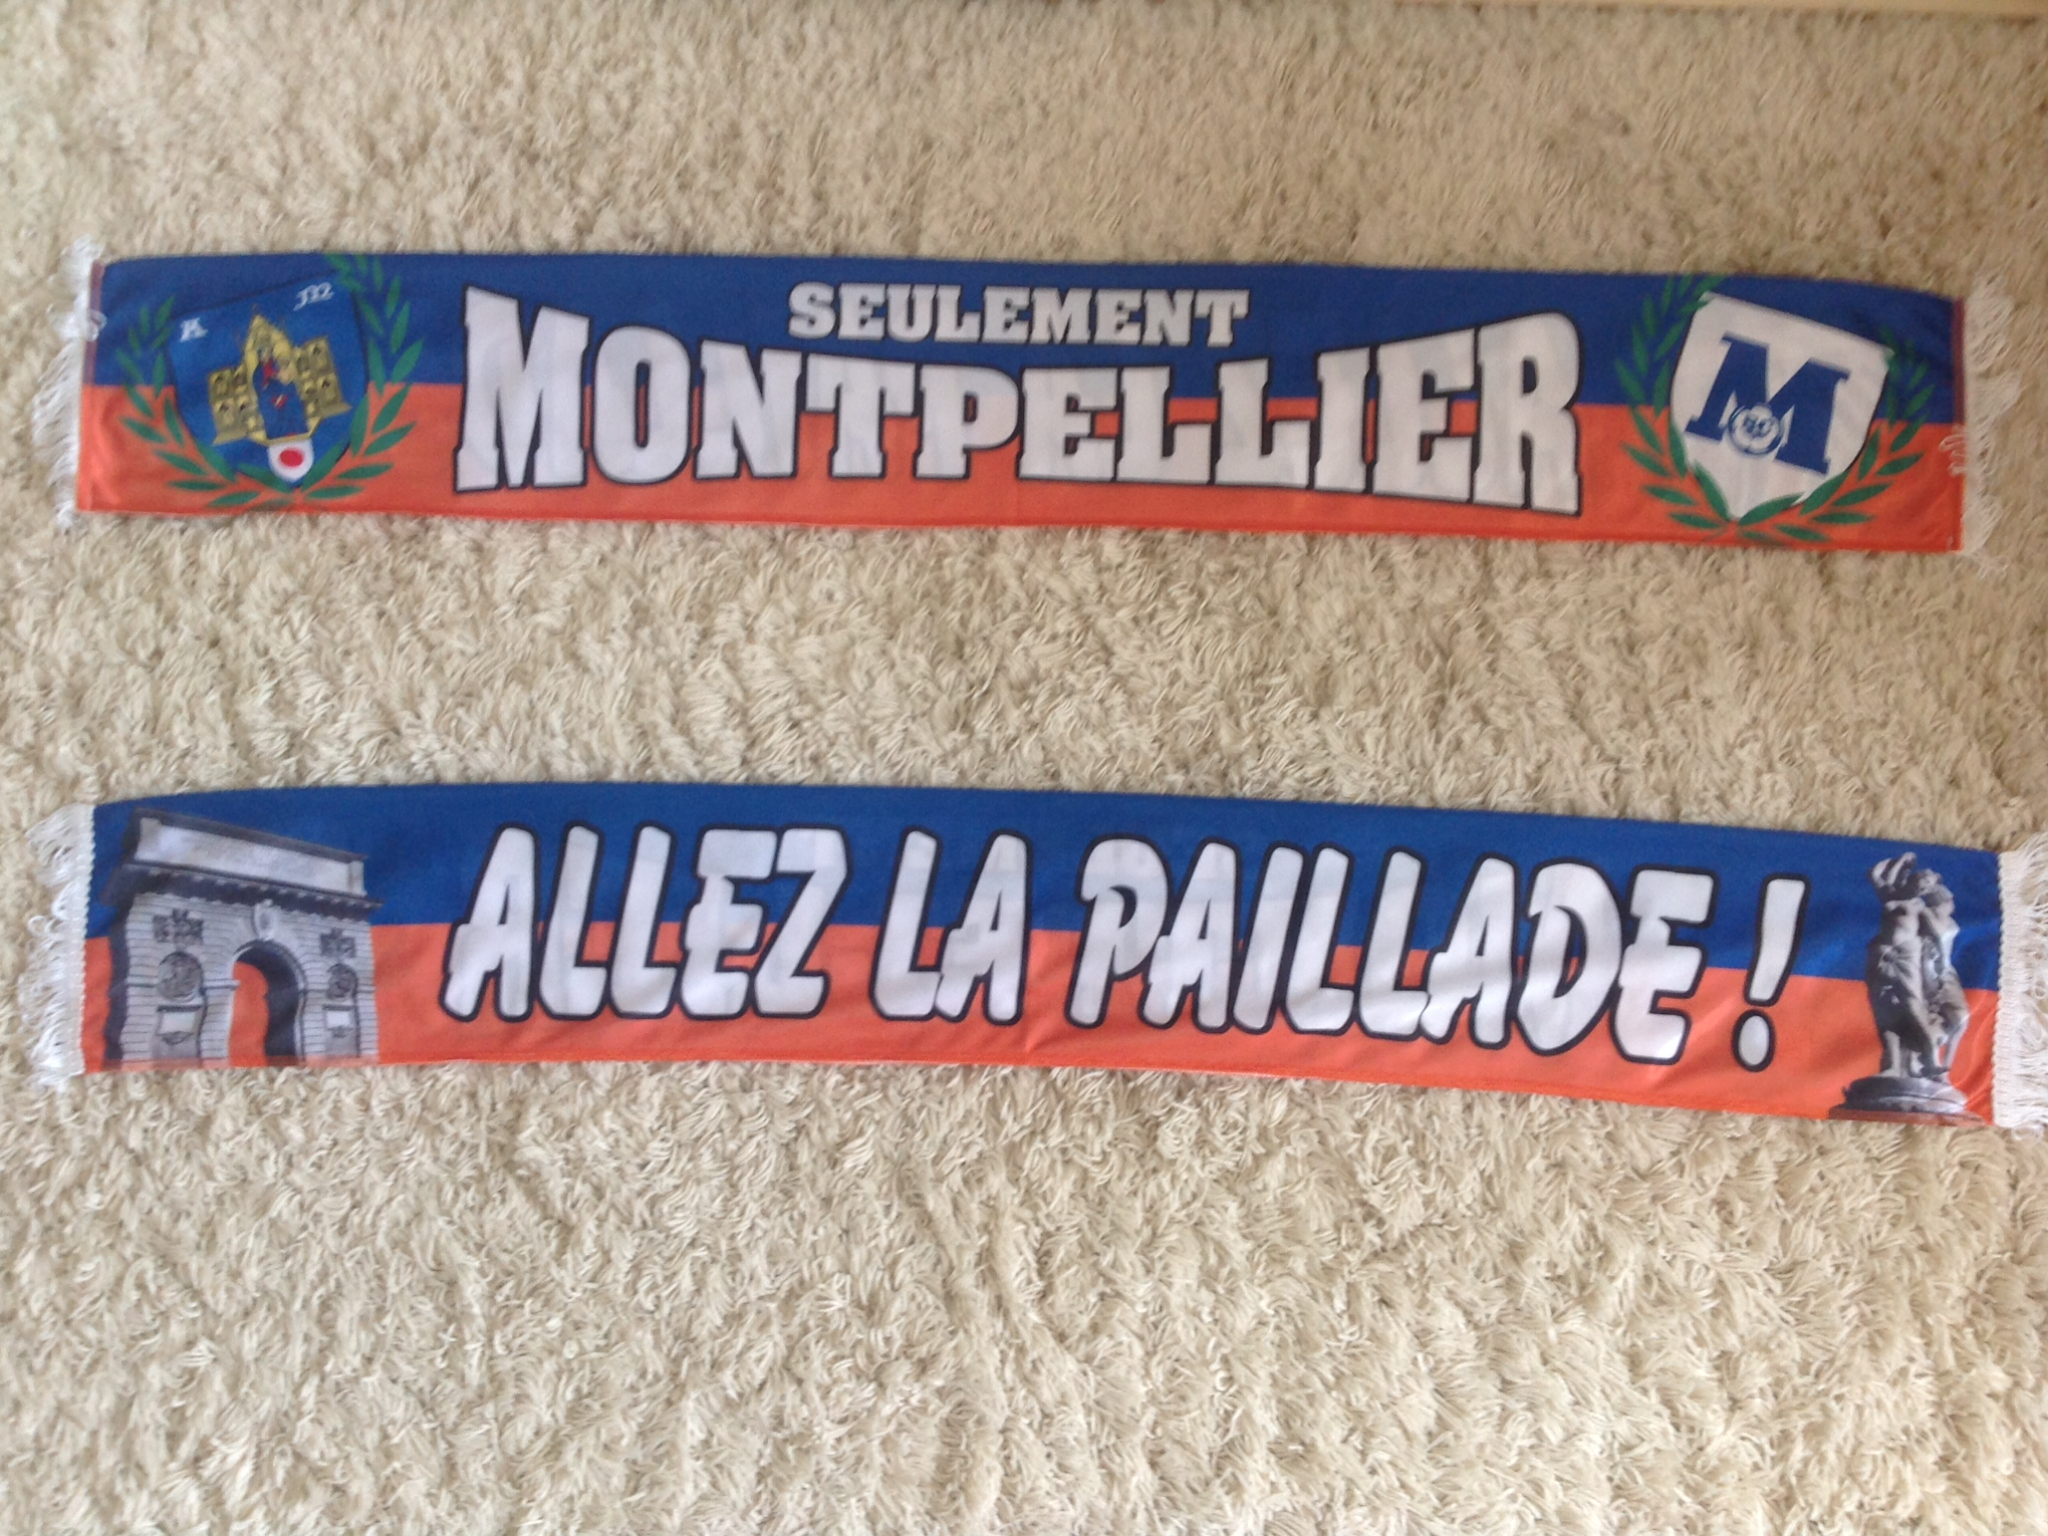 SEULEMENT
MONTPELLIER
M
ALLEZ LA PAILLADE !